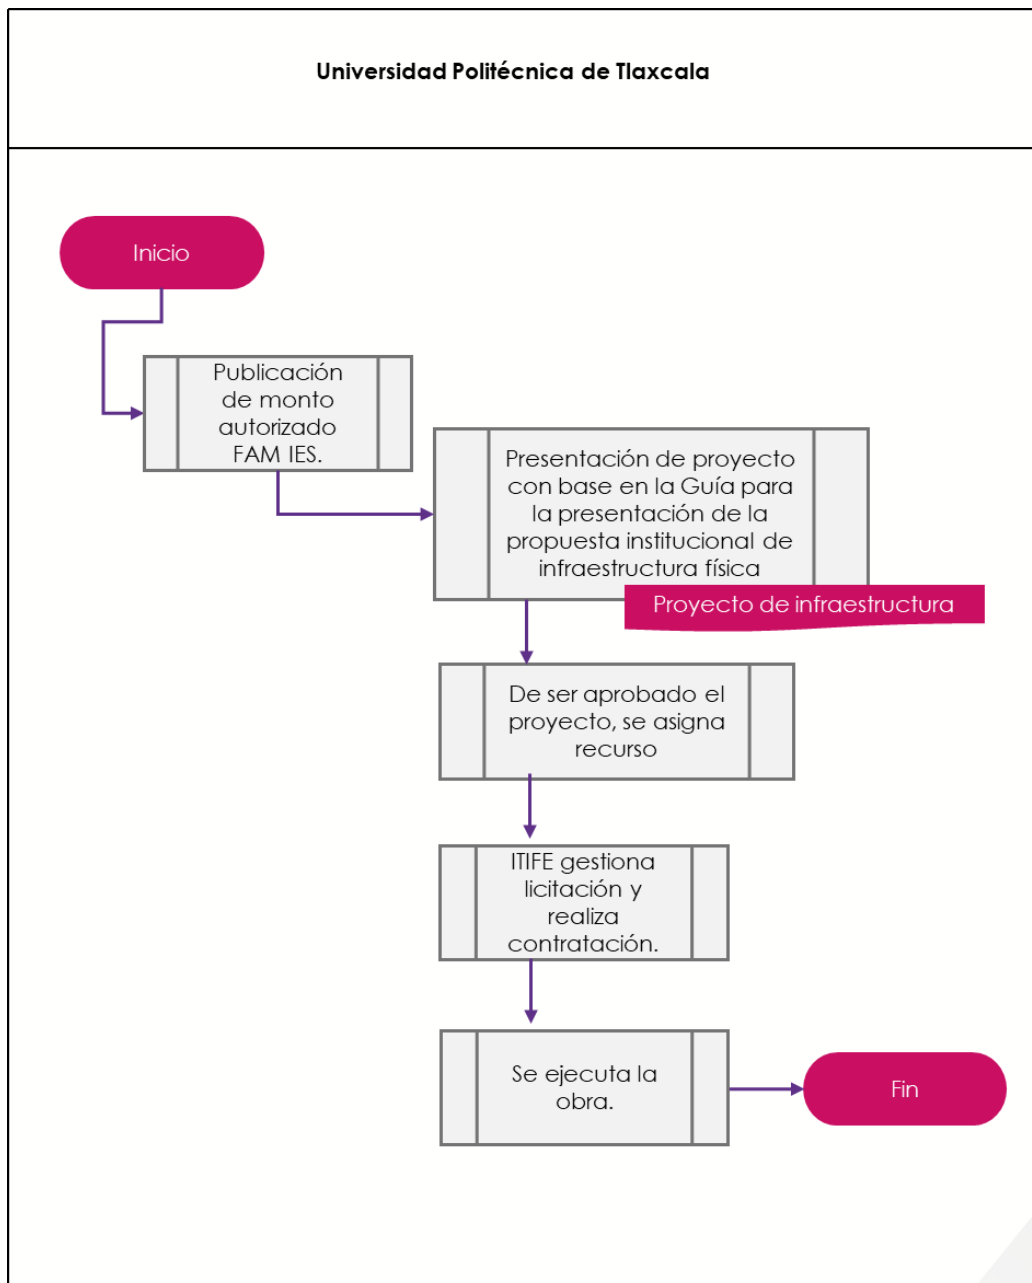 Universidad Politécnica de Tlaxcala
Inicio
Publicación
de monto
autorizado
FAM IES.
Presentación de proyecto
con base en la Guía para
la presentación de la
propuesta institucional de
infraestructura física
Proyecto de infraestructura
De ser aprobado el
proyecto, se asigna
recurso
ITIFE gestiona
licitación y
realiza
contratación.
Se ejecuta la
obra.
Fin